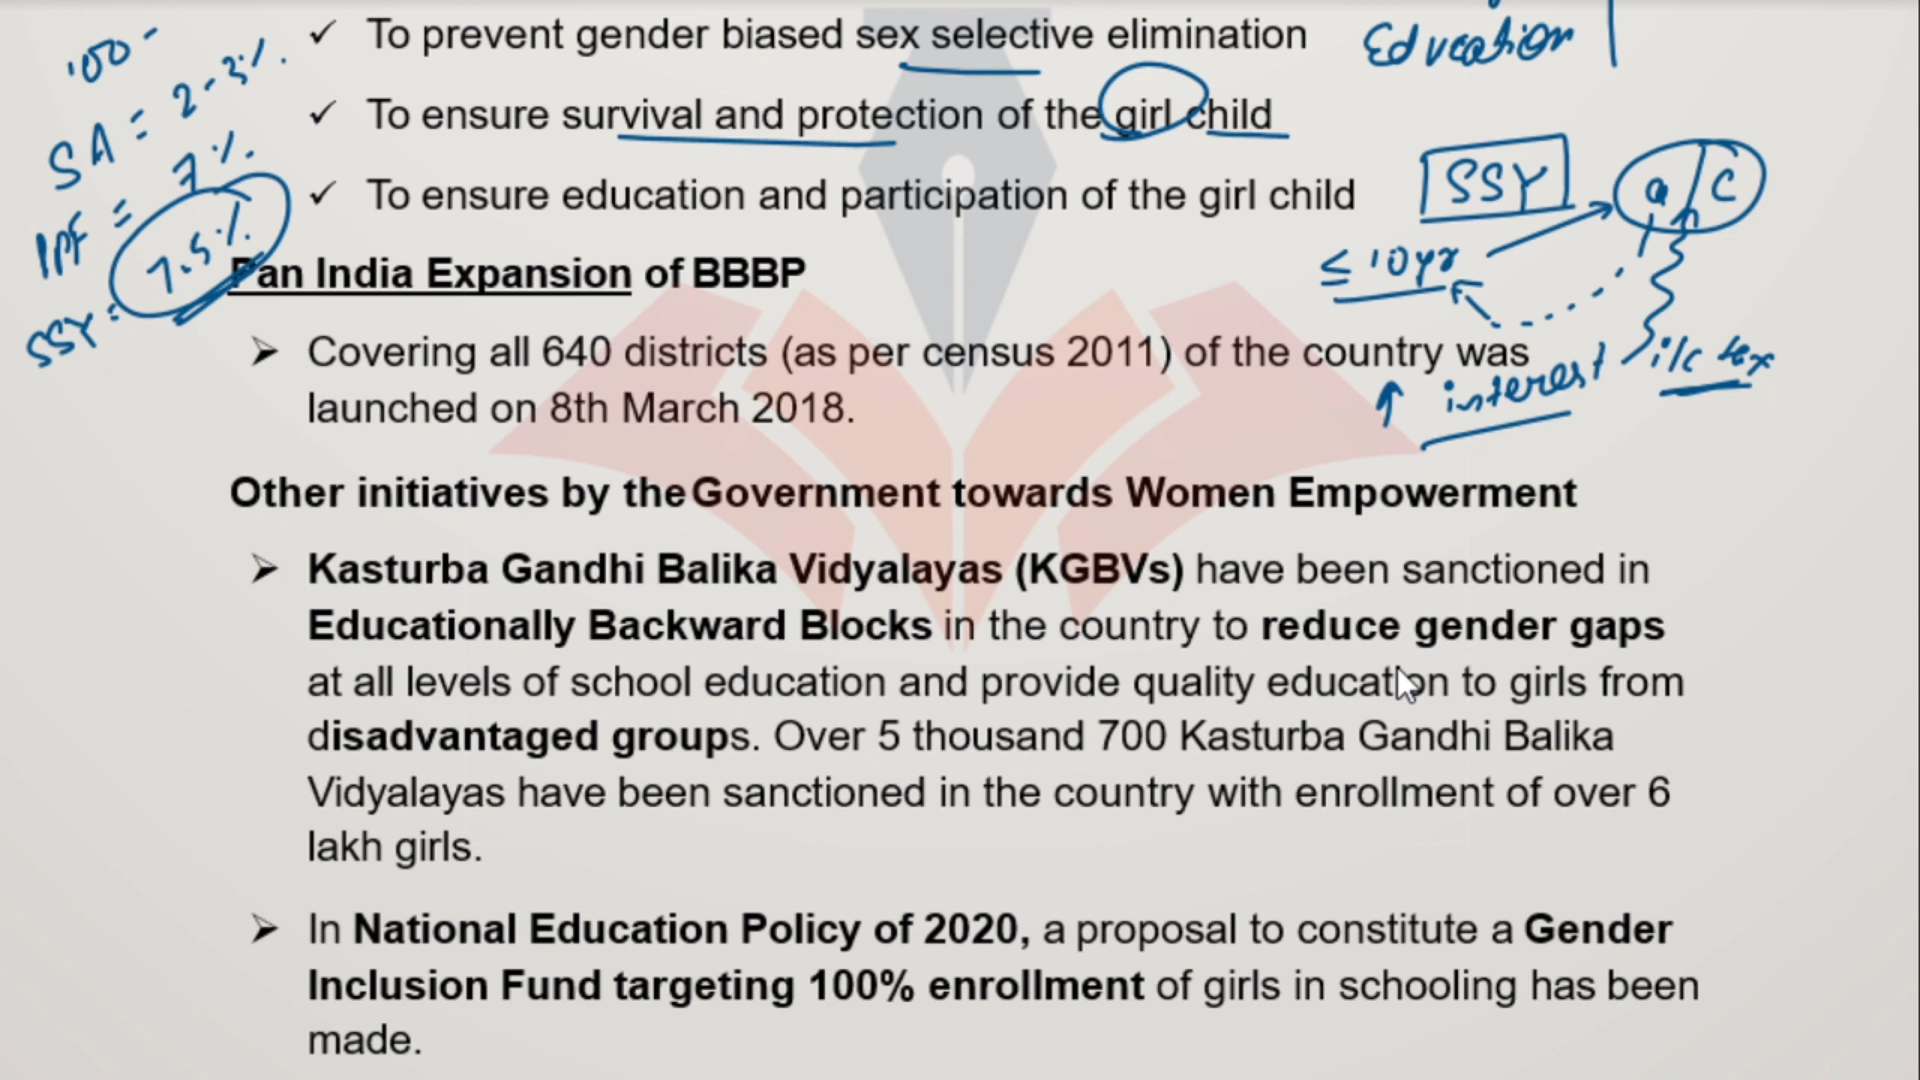 ✓ To prevent gender biased sex selective elimination
Education
'00 -
SA = 2-3%.
✓ To ensure survival and protection of the girl child
✓ To ensure education and participation of the girl child
SSY
a/c
PPF = 7%.
SSY = 7.5%
≤ 10yr
Pan India Expansion of BBBP
➢ Covering all 640 districts (as per census 2011) of the country was
launched on 8th March 2018.
↑ interest
tax
Other initiatives by the Government towards Women Empowerment
➢ Kasturba Gandhi Balika Vidyalayas (KGBVs) have been sanctioned in
Educationally Backward Blocks in the country to reduce gender gaps
at all levels of school education and provide quality education to girls from
disadvantaged groups. Over 5 thousand 700 Kasturba Gandhi Balika
Vidyalayas have been sanctioned in the country with enrollment of over 6
lakh girls.
➢ In National Education Policy of 2020, a proposal to constitute a Gender
Inclusion Fund targeting 100% enrollment of girls in schooling has been
made.